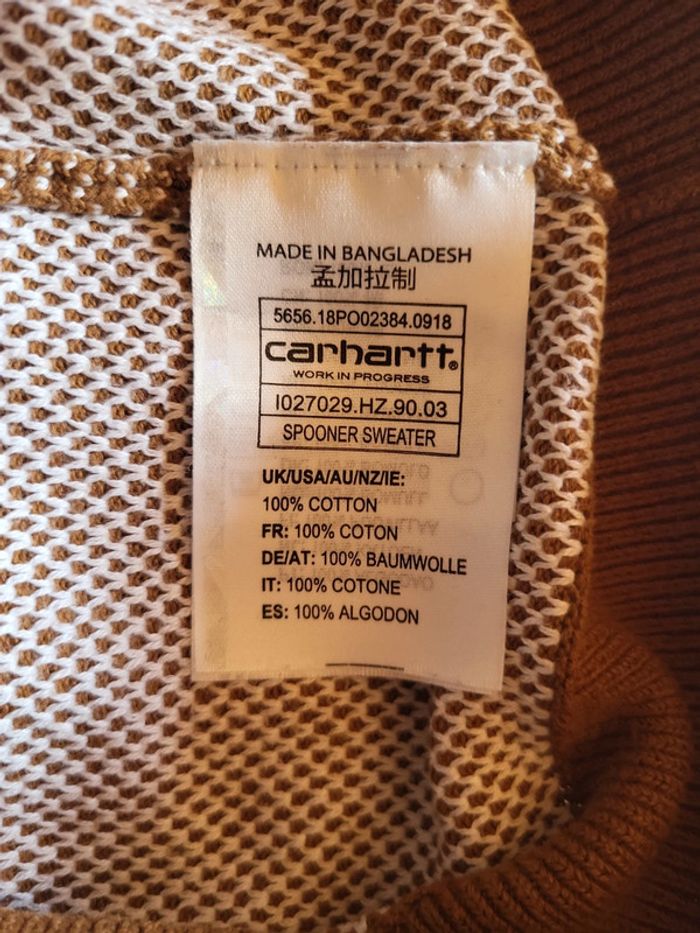 MADE IN BANGLADESH
孟加拉制
5656.18PO02384.0918
carhartt®
WORK IN PROGRESS
I027029.HZ.90.03
SPOONER SWEATER
UK/USA/AU/NZ/IE:
100% COTTON
FR: 100% COTON
DE/AT: 100% BAUMWOLLE
IT: 100% COTONE
ES: 100% ALGODON